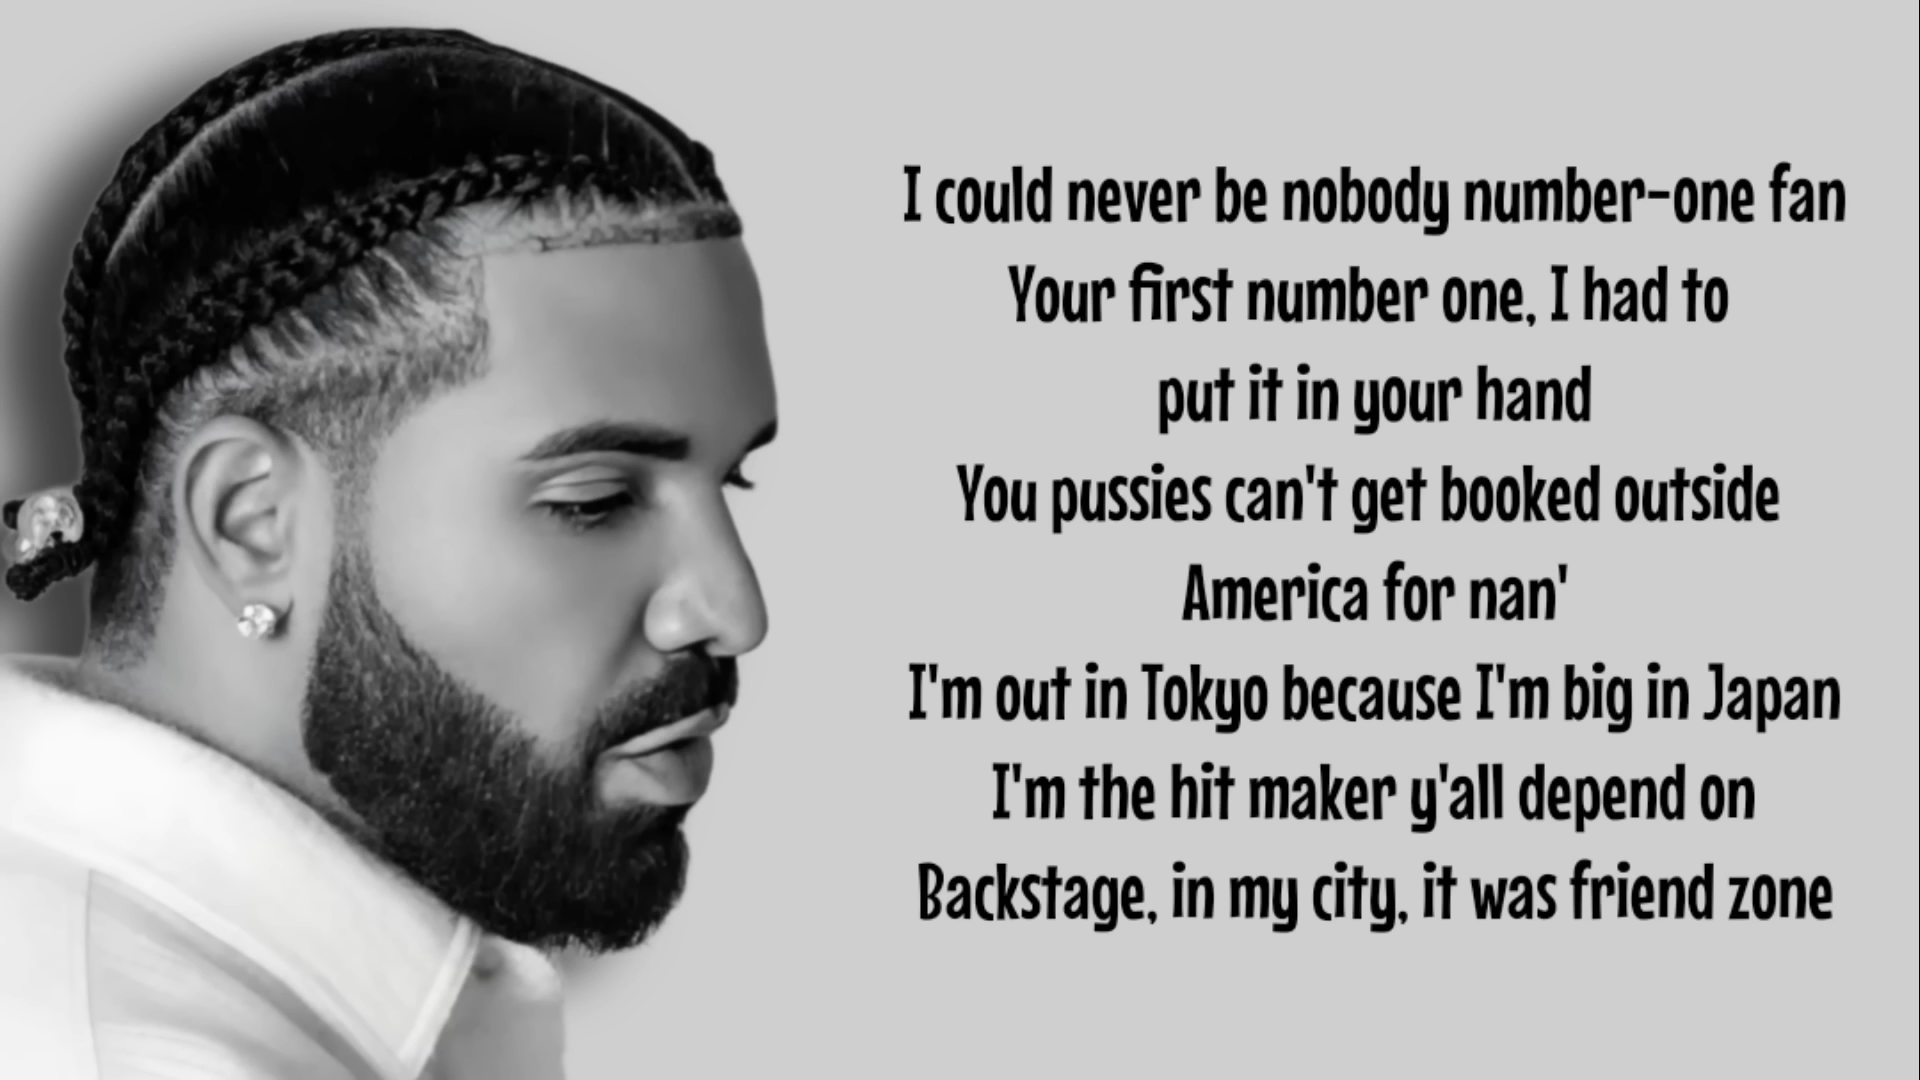 I could never be nobody number-one fan
Your first number one, I had to
put it in your hand
You pussies can't get booked outside
America for nan'
I'm out in Tokyo because I'm big in Japan
I'm the hit maker y'all depend on
Backstage, in my city, it was friend zone